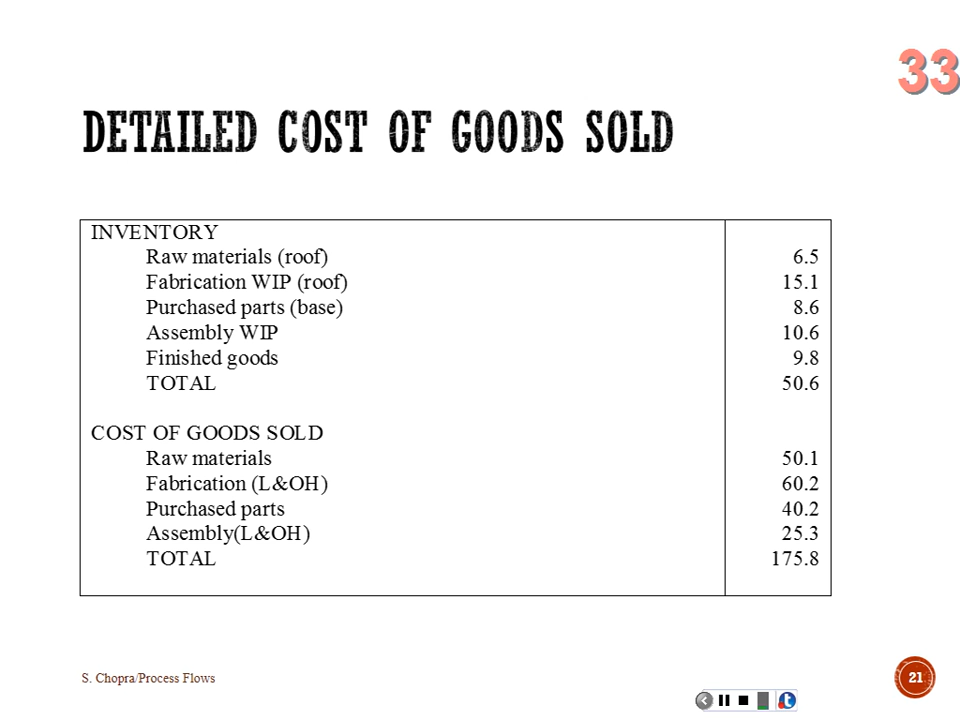 33
DETAILED COST OF GOODS SOLD
INVENTORY
Raw materials (roof) 6.5
Fabrication WIP (roof) 15.1
Purchased parts (base) 8.6
Assembly WIP 10.6
Finished goods 9.8
TOTAL 50.6
COST OF GOODS SOLD
Raw materials 50.1
Fabrication (L&OH) 60.2
Purchased parts 40.2
Assembly(L&OH) 25.3
TOTAL 175.8
S. Chopra/Process Flows
21
t